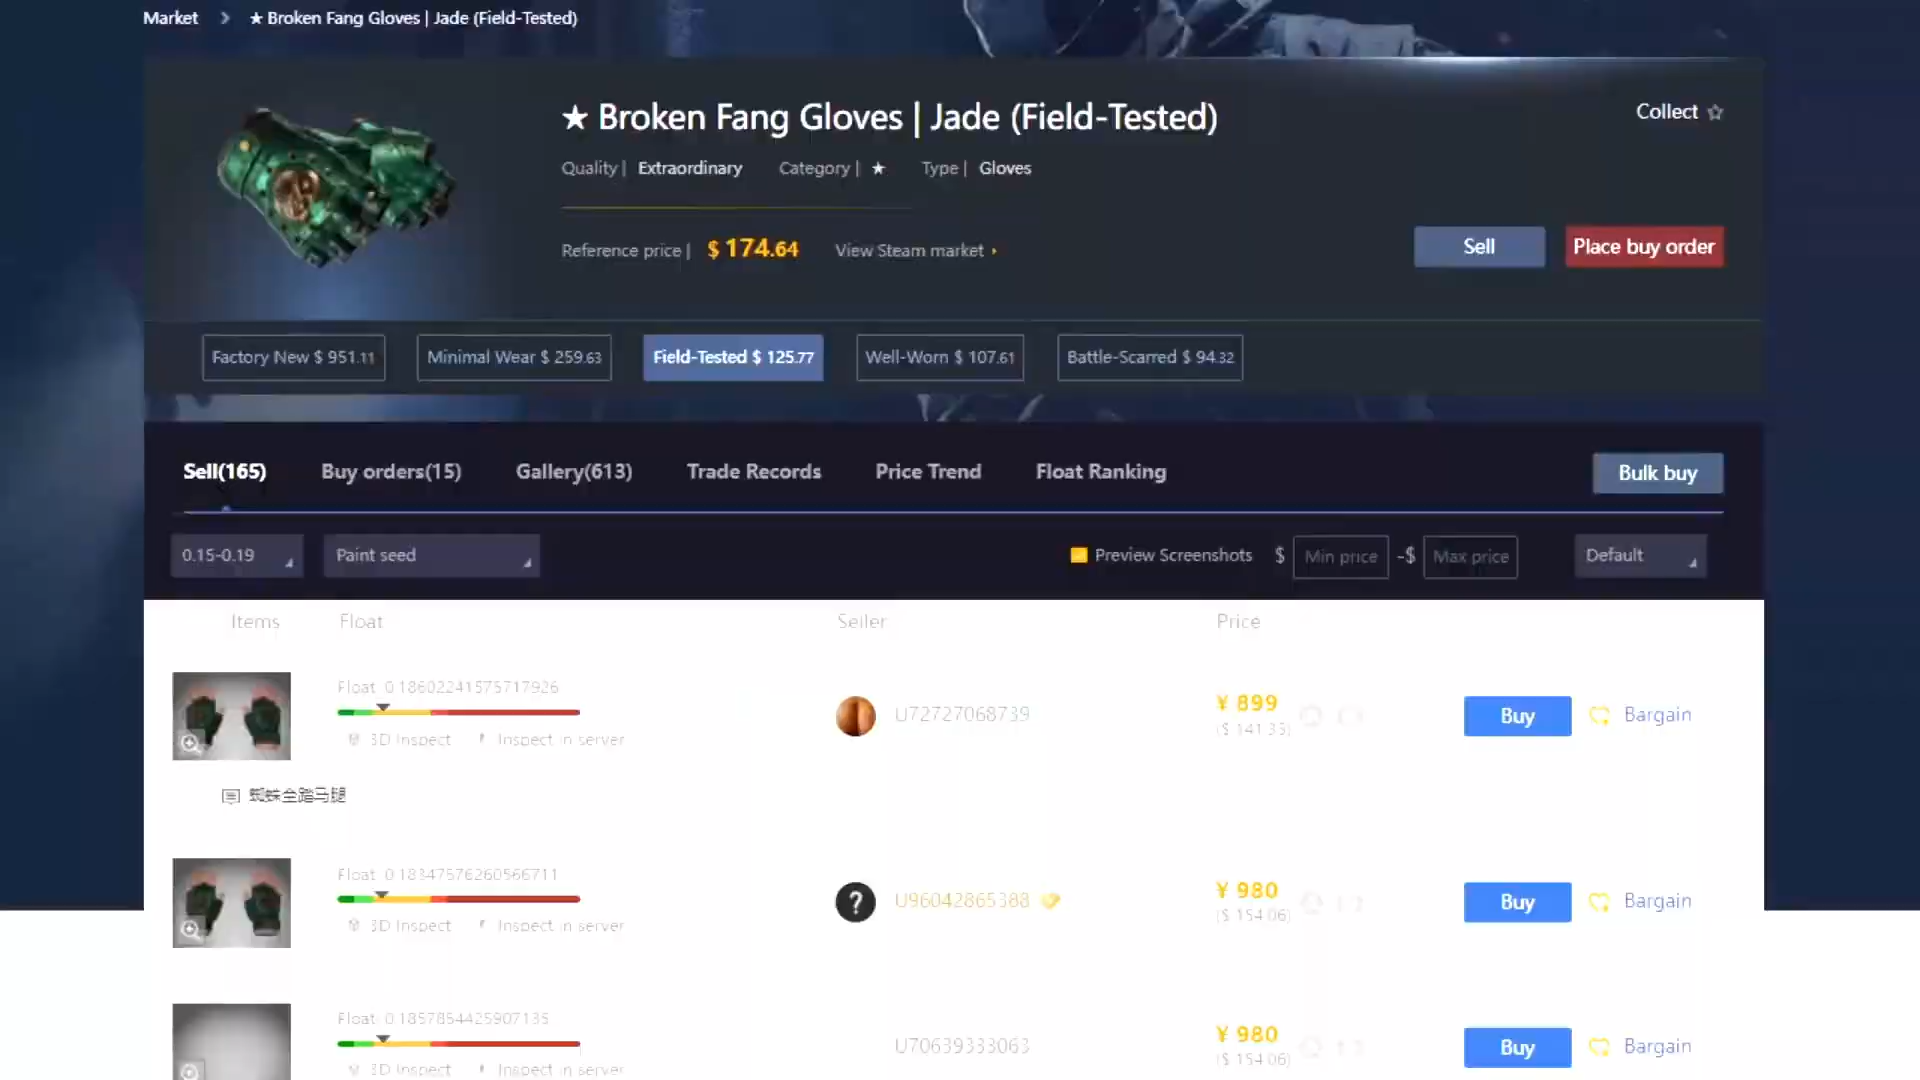 Market > ★ Broken Fang Gloves | Jade (Field-Tested)
★ Broken Fang Gloves | Jade (Field-Tested)
Collect ☆
Quality | Extraordinary Category | ★ Type | Gloves
Reference price | $ 174.64 View Steam market
Sell Place buy order
Factory New $ 951.11 Minimal Wear $ 259.63 Field-Tested $ 125.77 Well-Worn $ 107.61 Battle-Scarred $ 94.32
Sell(165) Buy orders(15) Gallery(613) Trade Records Price Trend Float Ranking Bulk buy
0.15-0.19 Paint seed Preview Screenshots $ Min price -$ Max price Default
Items Float Seller Price
Float 0.18602241575717926
U72727068739 ¥ 899 Buy Bargain
($ 141.33)
3D Inspect Inspect in server
Float 0.18347576260566711
U96042865388 ¥ 980 Buy Bargain
($ 154.06)
3D Inspect Inspect in server
Float 0.1857854425907135
U70639333063 ¥ 980 Buy Bargain
($ 154.06)
3D Inspect Inspect in server